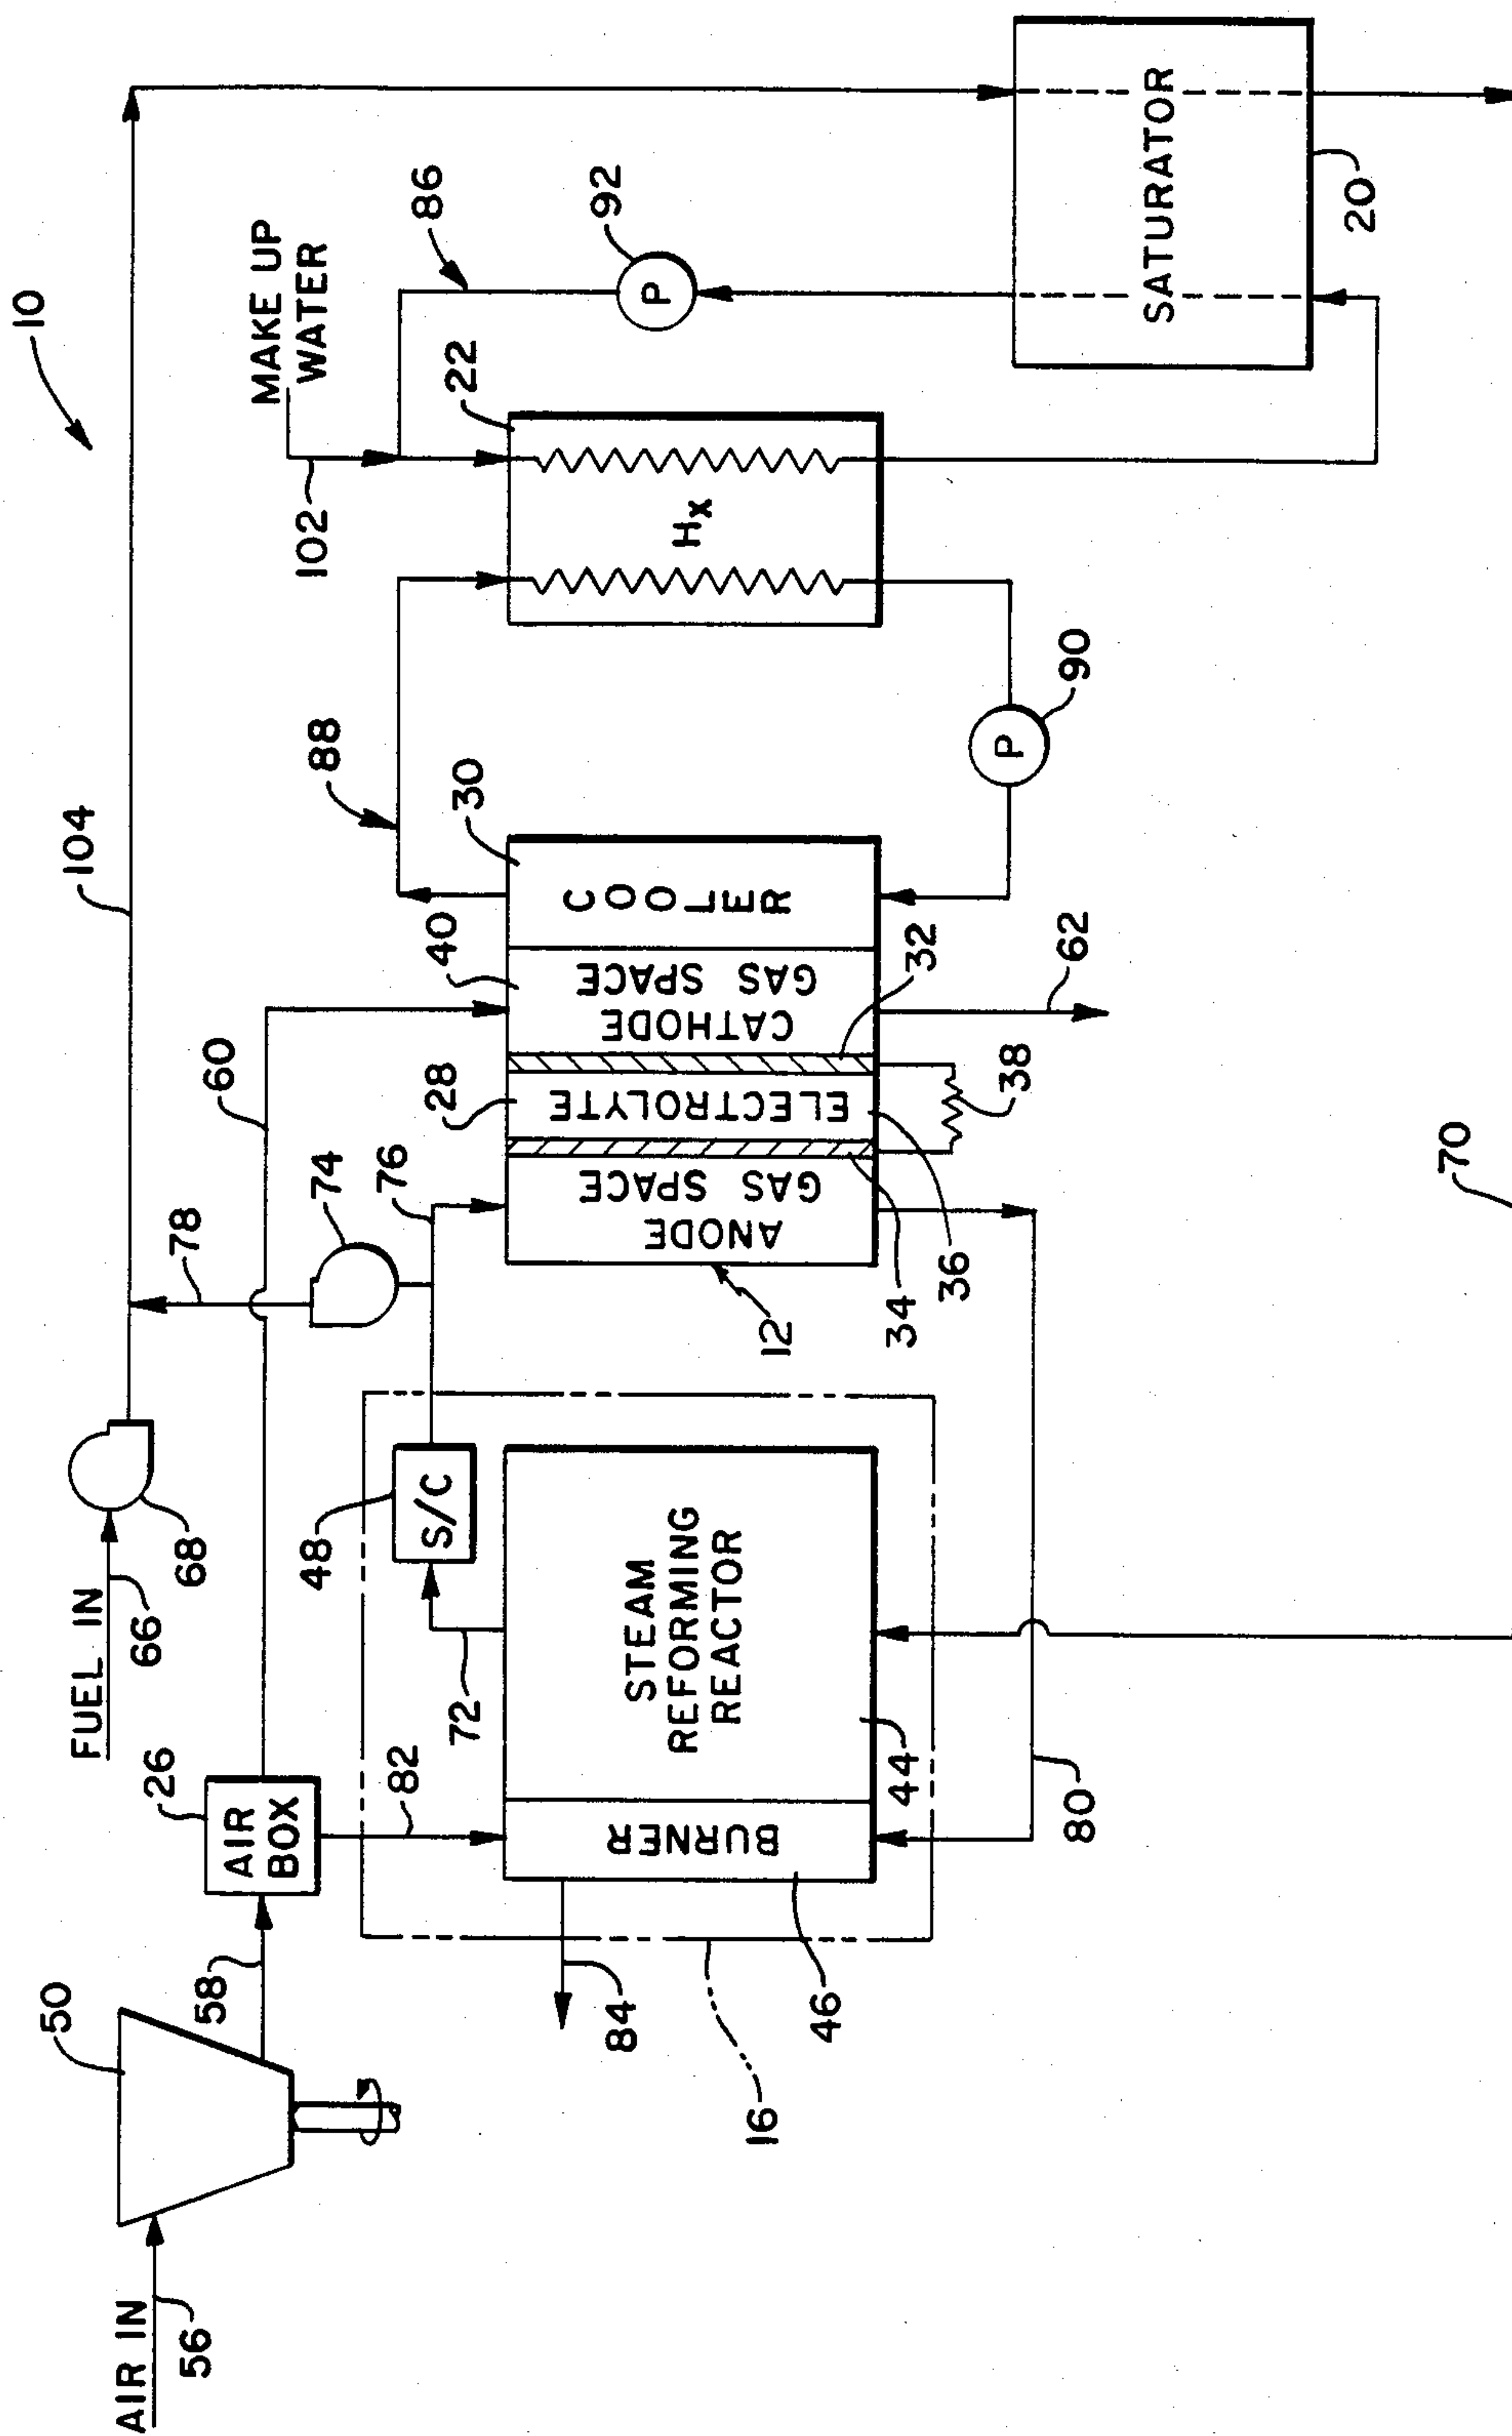 10
104
FUEL IN
66
68
78
74
76
60
AIR IN
56
50
58
26
AIR
BOX
82
72
48
S/C
STEAM
REFORMING
REACTOR
BURNER
44
46
84
16
80
12
ANODE
GAS SPACE
34
36
ELECTROLYTE
28
38
32
CATHODE
GAS SPACE
40
62
COOLER
30
88
90
P
Hx
22
102
MAKE UP
WATER
86
92
P
SATURATOR
20
70